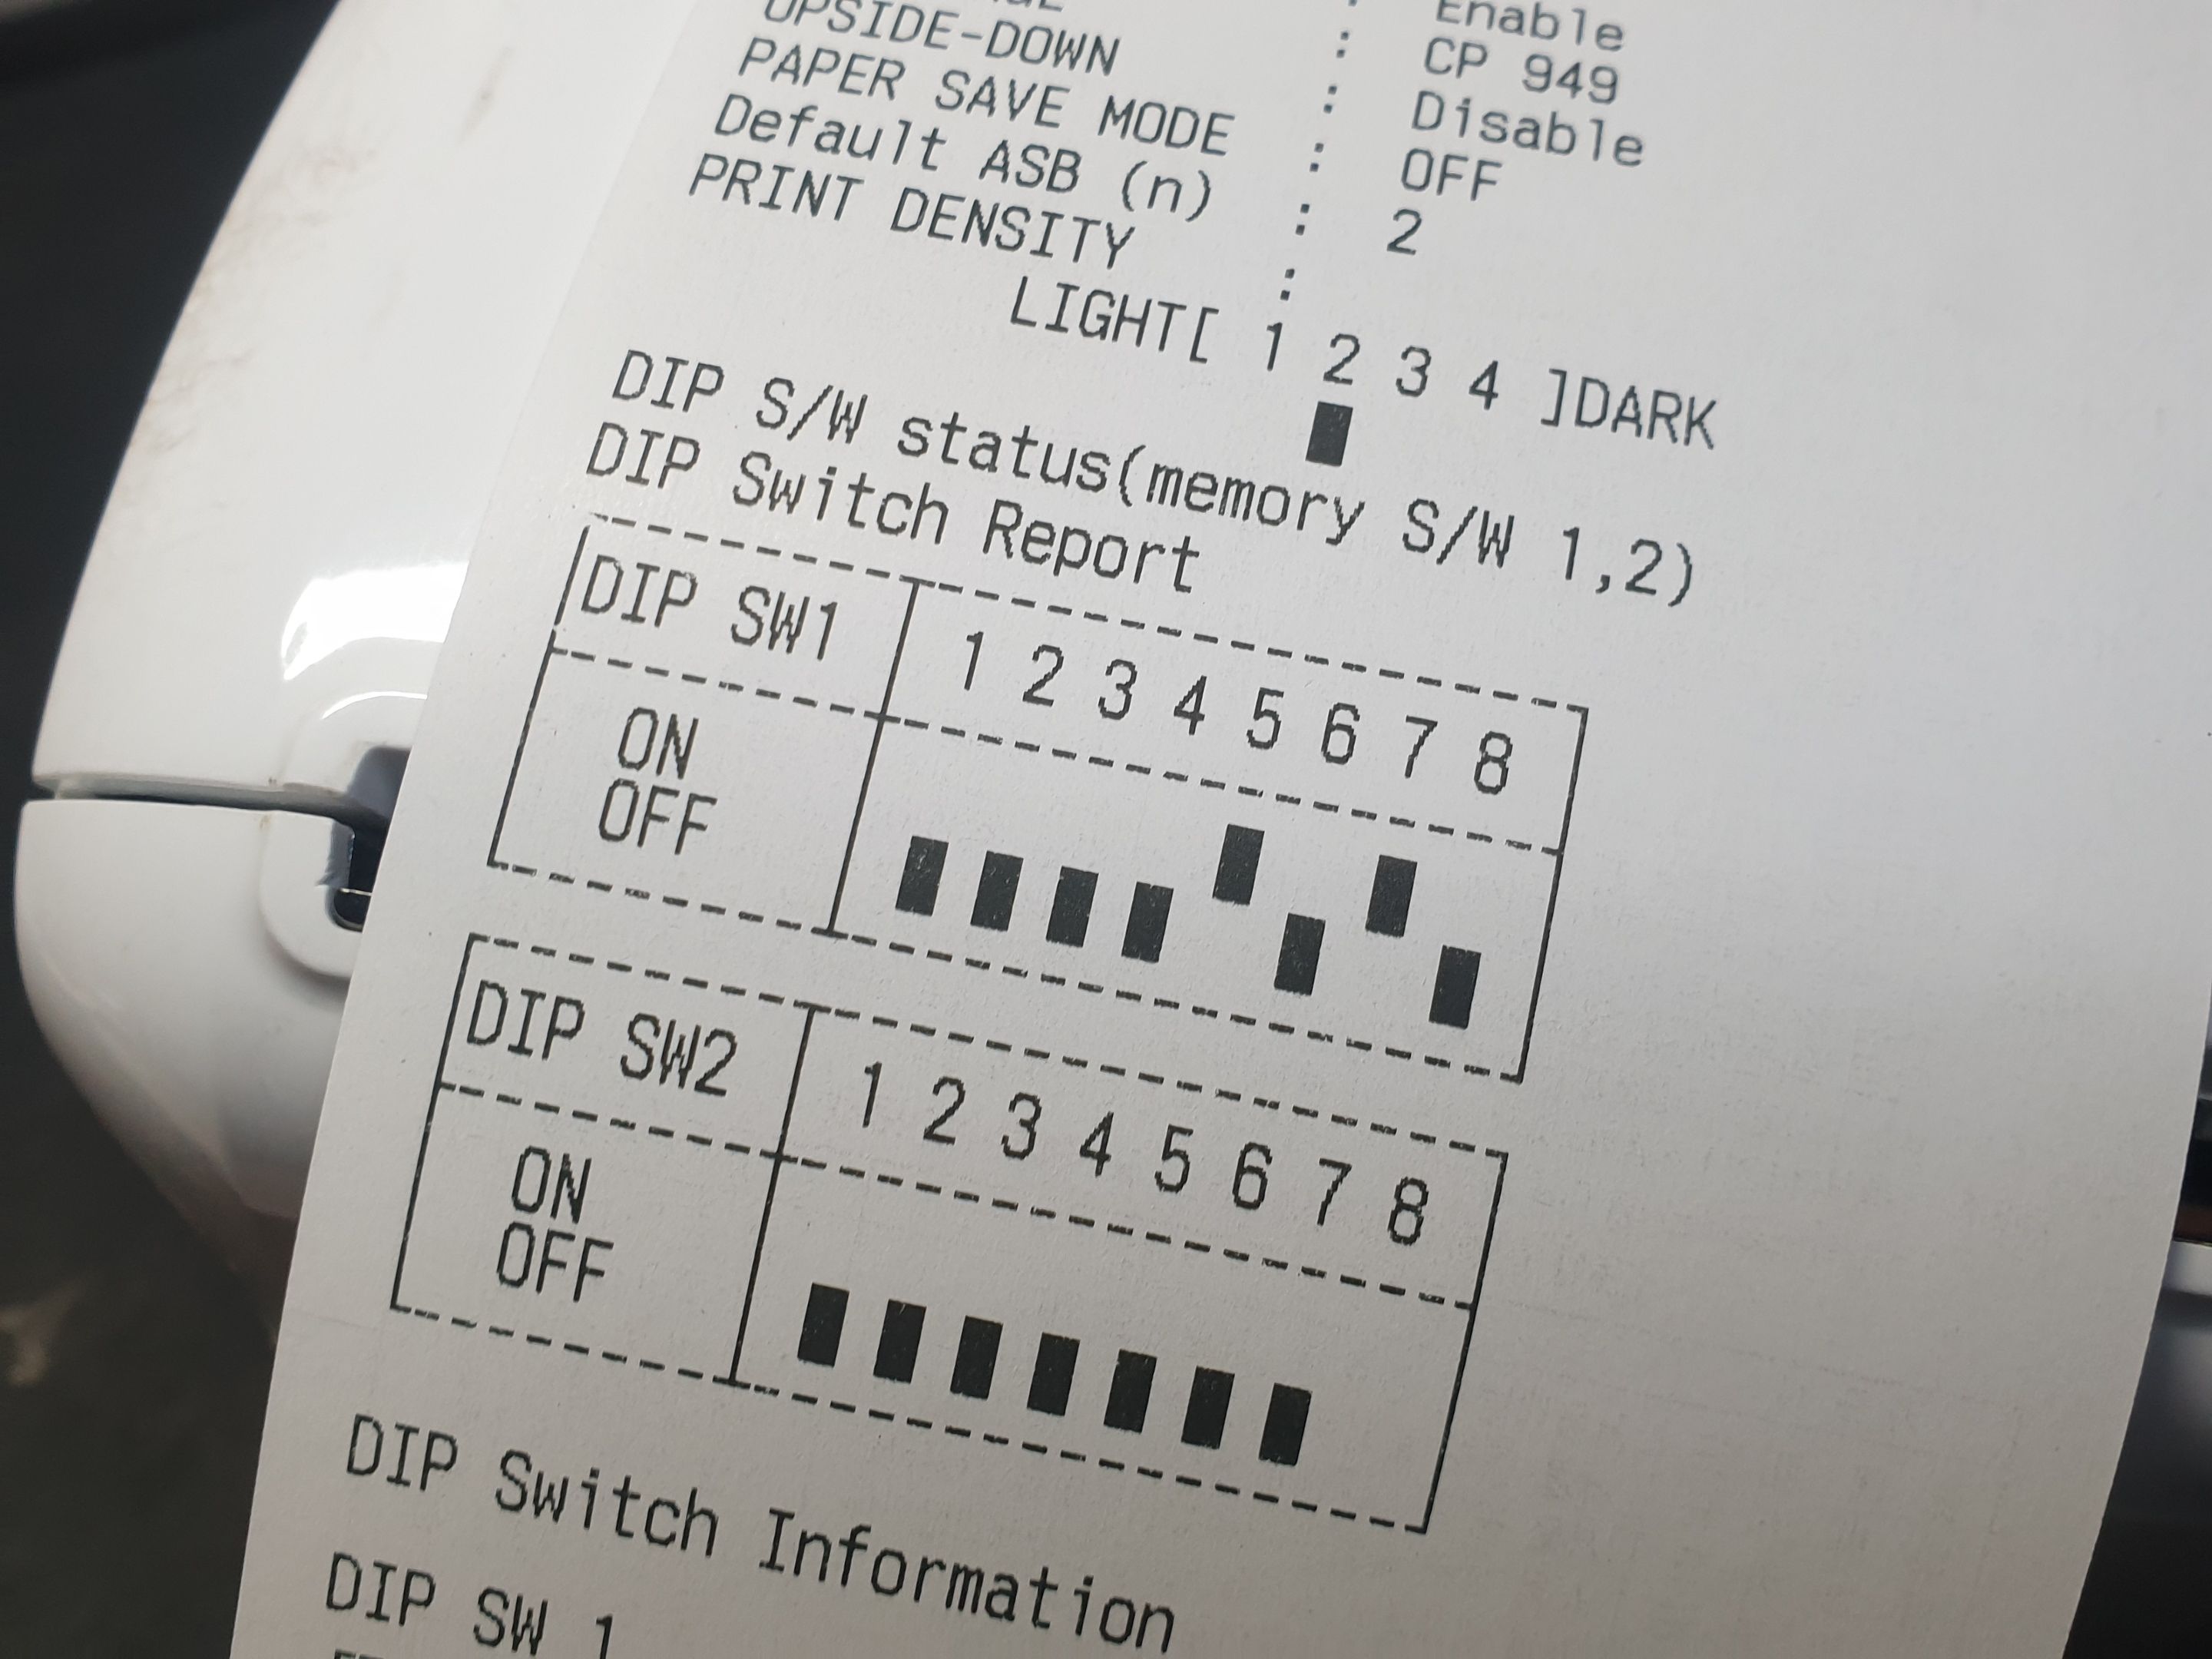 Enable
: CP 949
UPSIDE-DOWN : Disable
PAPER SAVE MODE : OFF
Default ASB (n) : 2
PRINT DENSITY :
LIGHT[ 1 2 3 4 ]DARK
DIP S/W status(memory S/W 1,2)
DIP Switch Report
DIP SW1 1 2 3 4 5 6 7 8
ON
OFF
DIP SW2 1 2 3 4 5 6 7 8
ON
OFF
DIP Switch Information
DIP SW 1